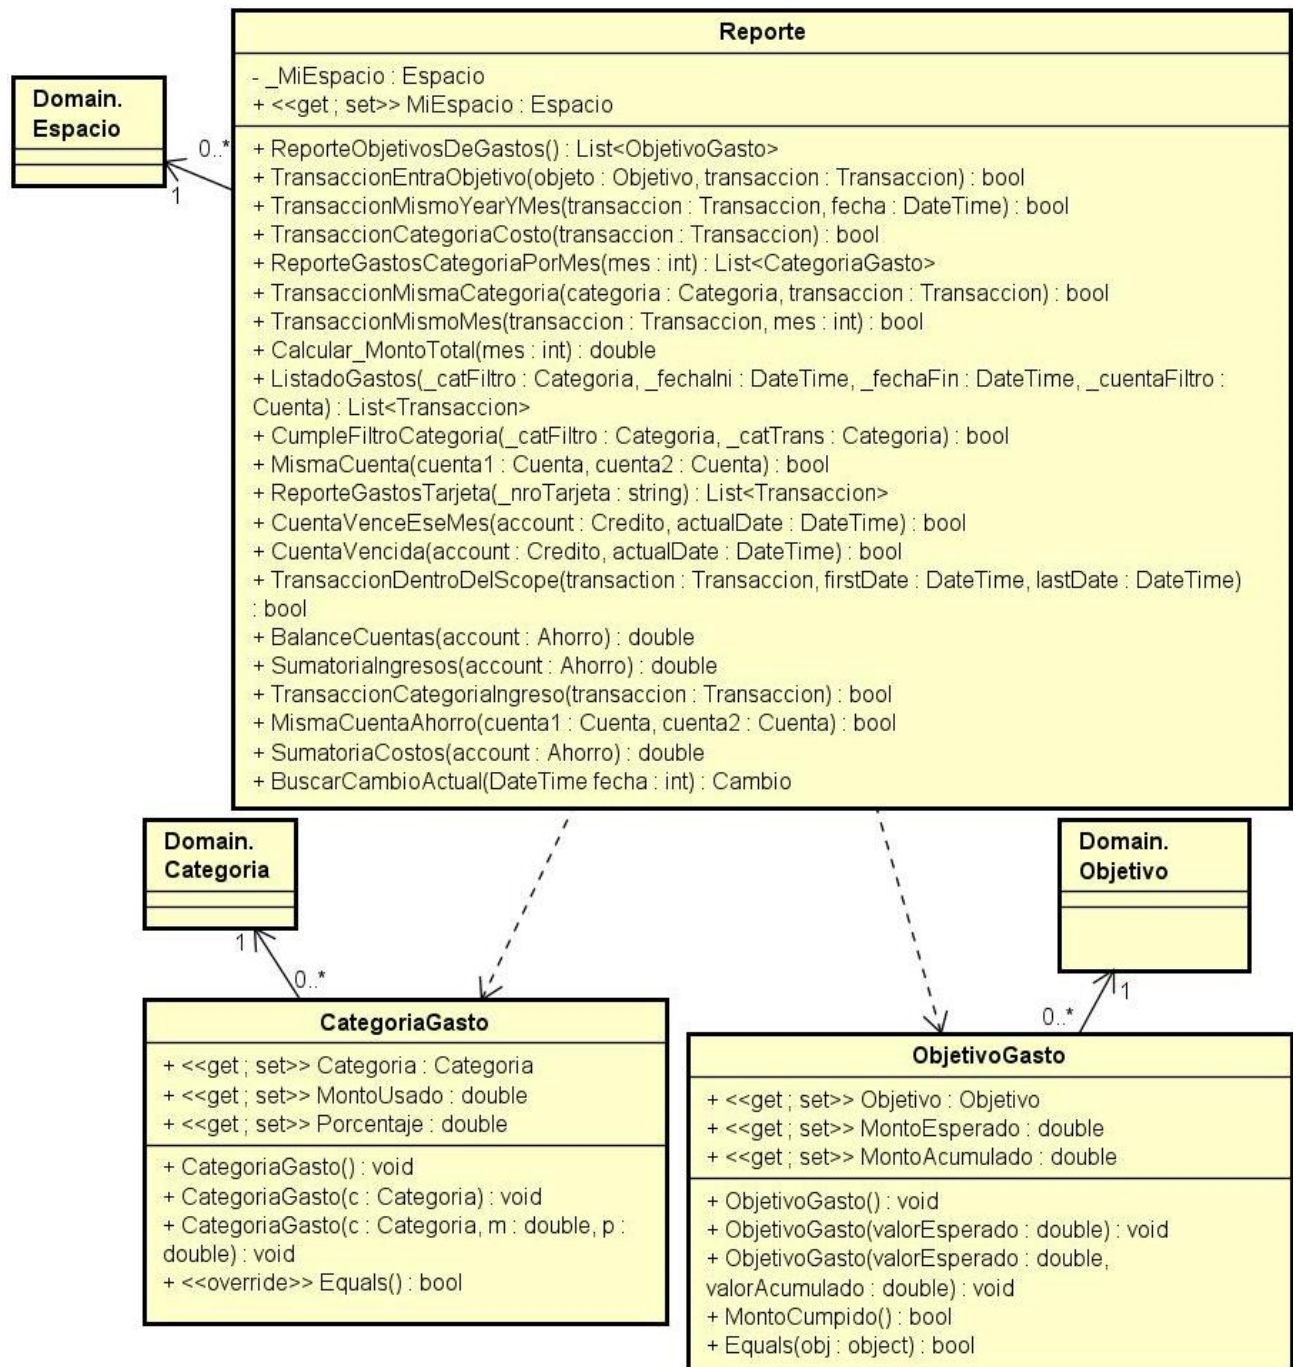 Reporte
- _MiEspacio : Espacio
+ <<get ; set>> MiEspacio : Espacio
Domain.
Espacio
0..*
1
+ ReporteObjetivosDeGastos() : List<ObjetivoGasto>
+ TransaccionEntraObjetivo(objeto : Objetivo, transaccion : Transaccion) : bool
+ TransaccionMismoYearYMes(transaccion : Transaccion, fecha : DateTime) : bool
+ TransaccionCategoriaCosto(transaccion : Transaccion) : bool
+ ReporteGastosCategoriaPorMes(mes : int) : List<CategoriaGasto>
+ TransaccionMismaCategoria(categoria : Categoria, transaccion : Transaccion) : bool
+ TransaccionMismoMes(transaccion : Transaccion, mes : int) : bool
+ Calcular_MontoTotal(mes : int) : double
+ ListadoGastos(_catFiltro : Categoria, _fechaIni : DateTime, _fechaFin : DateTime, _cuentaFiltro :
Cuenta) : List<Transaccion>
+ CumpleFiltroCategoria(_catFiltro : Categoria, _catTrans : Categoria) : bool
+ MismaCuenta(cuenta1 : Cuenta, cuenta2 : Cuenta) : bool
+ ReporteGastosTarjeta(_nroTarjeta : string) : List<Transaccion>
+ CuentaVenceEseMes(account : Credito, actualDate : DateTime) : bool
+ CuentaVencida(account : Credito, actualDate : DateTime) : bool
+ TransaccionDentroDelScope(transaction : Transaccion, firstDate : DateTime, lastDate : DateTime)
: bool
+ BalanceCuentas(account : Ahorro) : double
+ SumatoriaIngresos(account : Ahorro) : double
+ TransaccionCategoriaIngreso(transaccion : Transaccion) : bool
+ MismaCuentaAhorro(cuenta1 : Cuenta, cuenta2 : Cuenta) : bool
+ SumatoriaCostos(account : Ahorro) : double
+ BuscarCambioActual(DateTime fecha : int) : Cambio
Domain.
Categoria
1
0..*
Domain.
Objetivo
1
0..*
CategoriaGasto
+ <<get ; set>> Categoria : Categoria
+ <<get ; set>> MontoUsado : double
+ <<get ; set>> Porcentaje : double
+ CategoriaGasto() : void
+ CategoriaGasto(c : Categoria) : void
+ CategoriaGasto(c : Categoria, m : double, p :
double) : void
+ <<override>> Equals() : bool
ObjetivoGasto
+ <<get ; set>> Objetivo : Objetivo
+ <<get ; set>> MontoEsperado : double
+ <<get ; set>> MontoAcumulado : double
+ ObjetivoGasto() : void
+ ObjetivoGasto(valorEsperado : double) : void
+ ObjetivoGasto(valorEsperado : double,
valorAcumulado : double) : void
+ MontoCumpido() : bool
+ Equals(obj : object) : bool